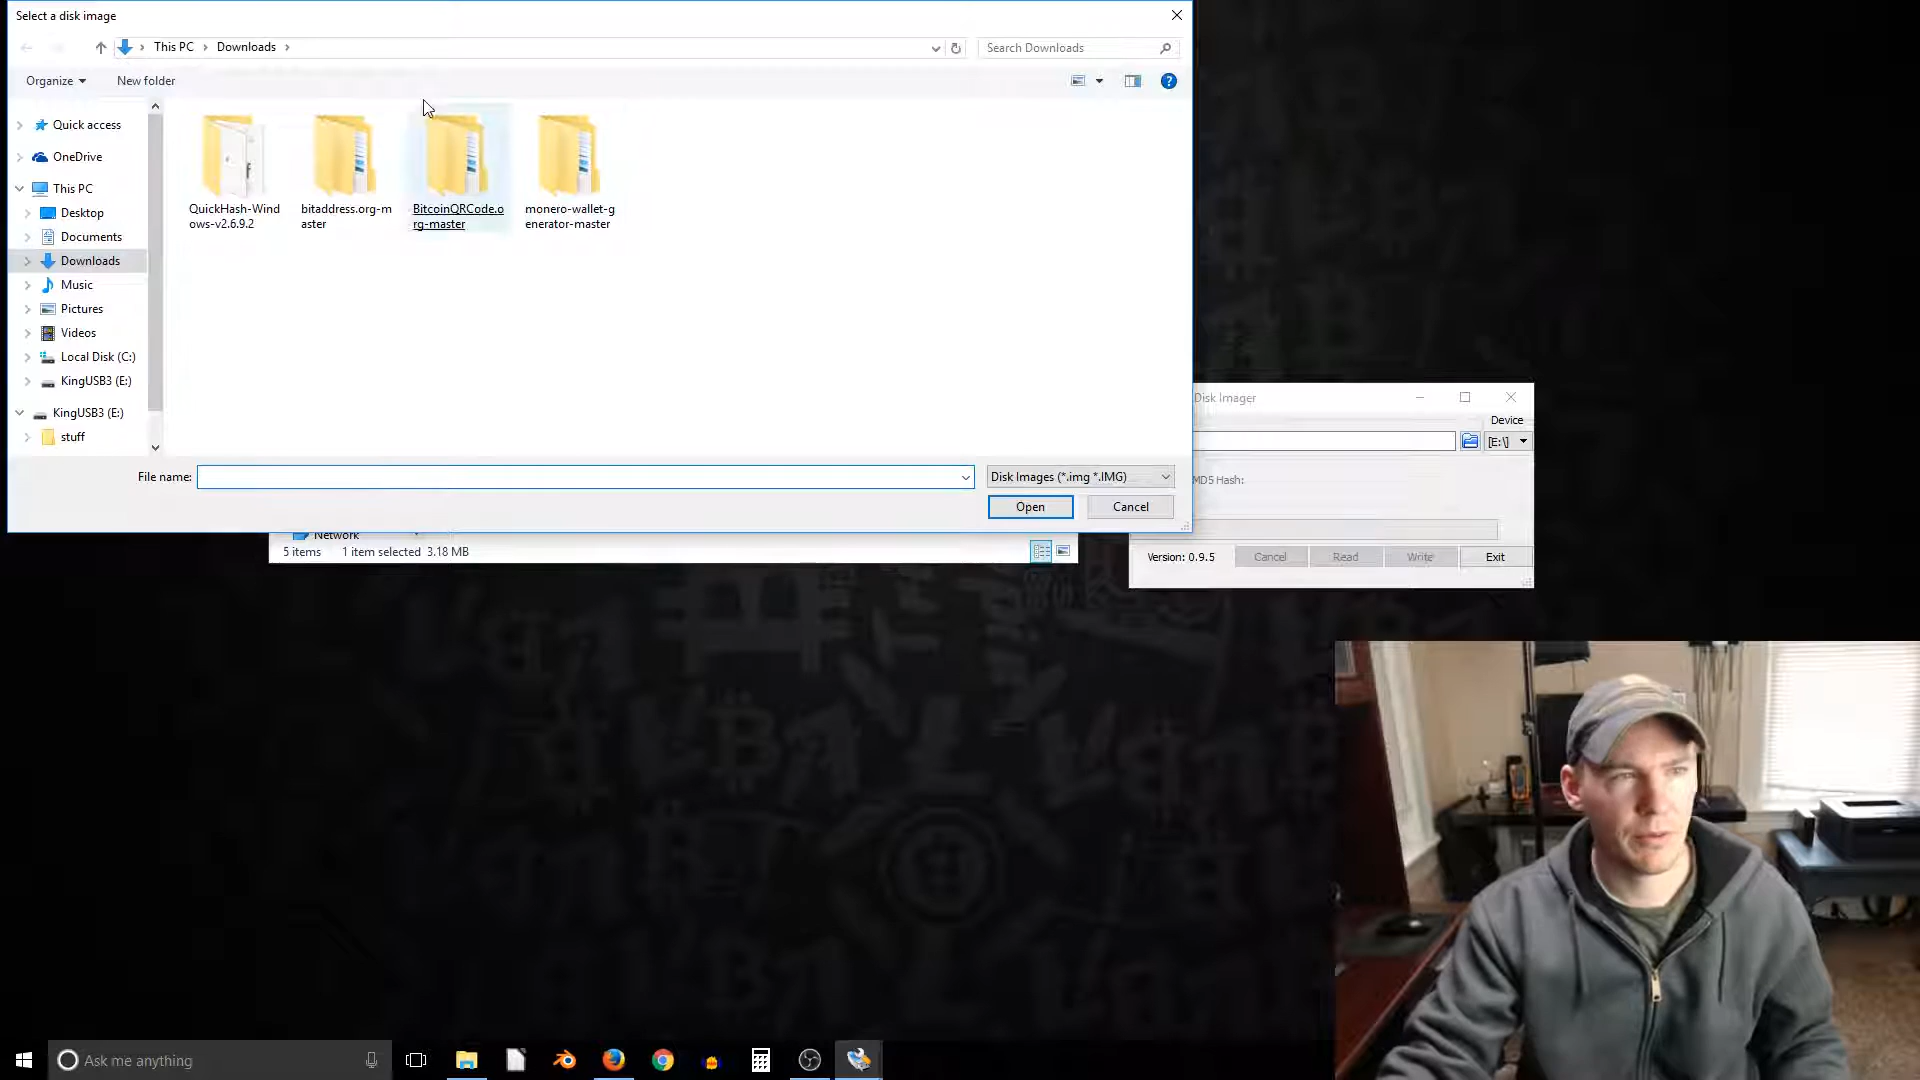 Select a disk image
This PC
Downloads
Search Downloads
Organize
New folder
Quick access
OneDrive
This PC
Desktop
Documents
Downloads
Music
Pictures
Videos
Local Disk (C:)
KingUSB3 (E:)
KingUSB3 (E:)
stuff
QuickHash-Wind
ows-v2.6.9.2
bitaddress.org-m
aster
BitcoinQRCode.o
rg-master
monero-wallet-g
enerator-master
File name:
Disk Images (*.img *.IMG)
Open
Cancel
Network
5 items 1 item selected 3.18 MB
Disk Imager
Device
[E:\]
MD5 Hash:
Version: 0.9.5
Cancel
Read
Write
Exit
Ask me anything